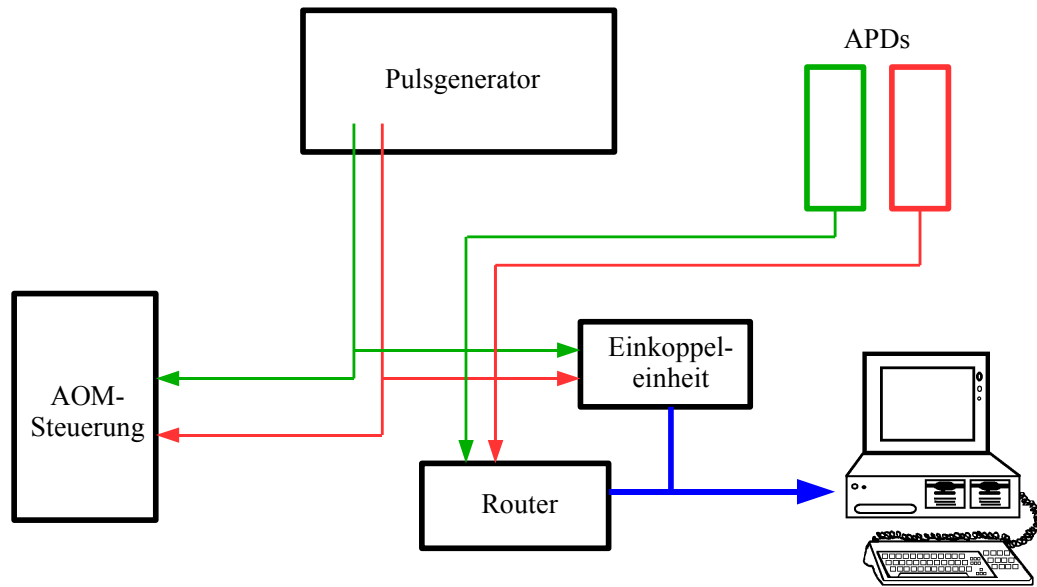 Pulsgenerator
APDs
Einkoppel-
einheit
AOM-
Steuerung
Router